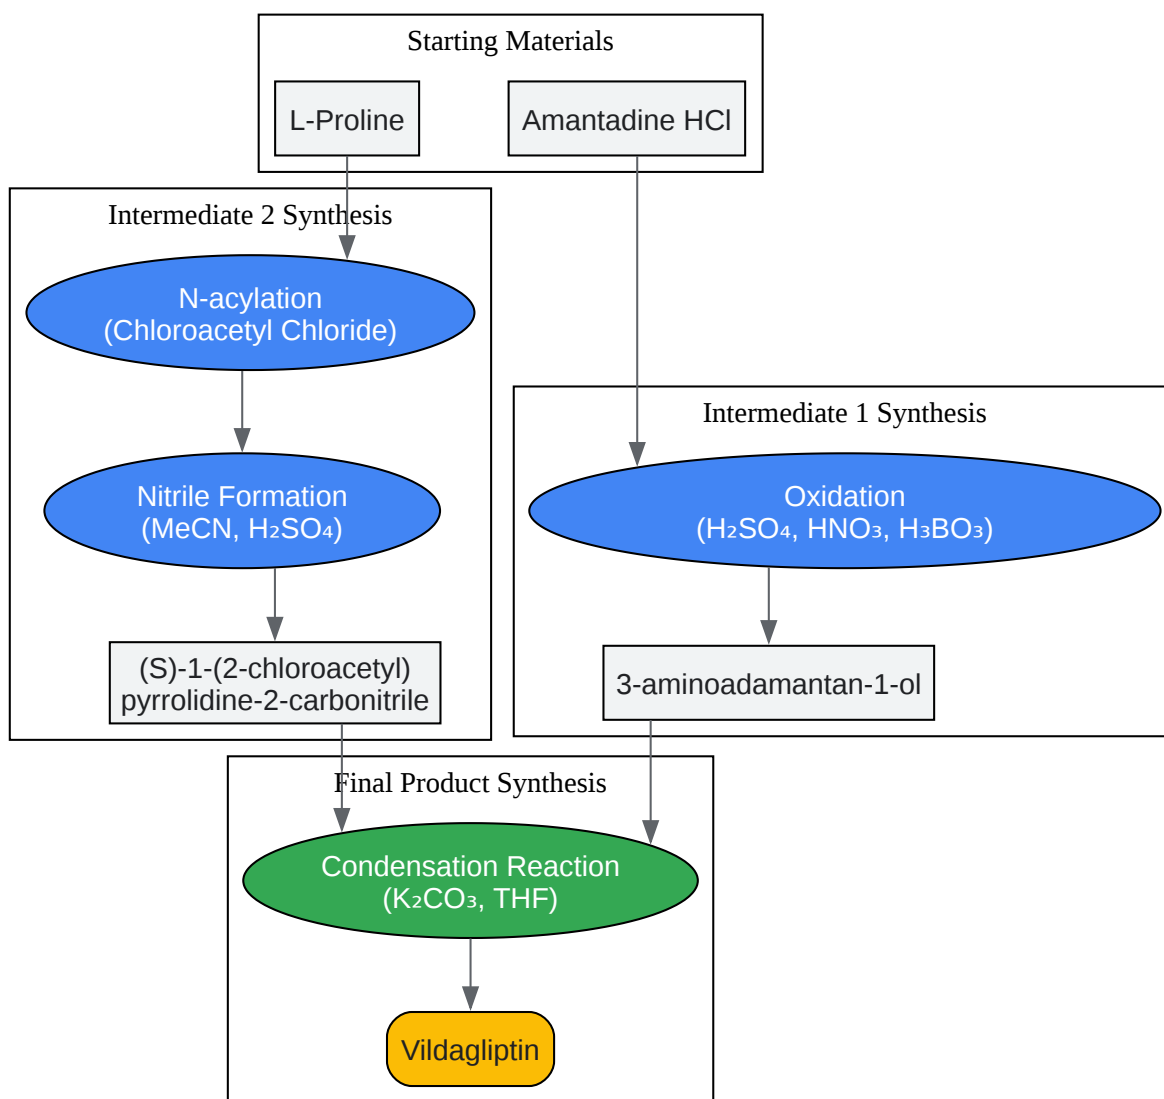 Starting Materials
L-Proline
Amantadine HCl
Intermediate 2 Synthesis
N-acylation
(Chloroacetyl Chloride)
Nitrile Formation
(MeCN, H₂SO₄)
(S)-1-(2-chloroacetyl)
pyrrolidine-2-carbonitrile
Intermediate 1 Synthesis
Oxidation
(H₂SO₄, HNO₃, H₃BO₃)
3-aminoadamantan-1-ol
Final Product Synthesis
Condensation Reaction
(K₂CO₃, THF)
Vildagliptin